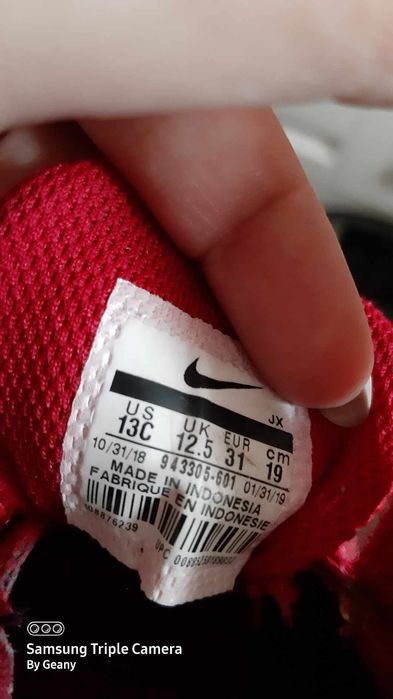 JX
US UK EUR cm
13C 12.5 31 19
10/31/18 943305-601 01/31/19
MADE IN INDONESIA
FABRIQUE EN INDONESIE
UPC
Samsung Triple Camera
By Geany